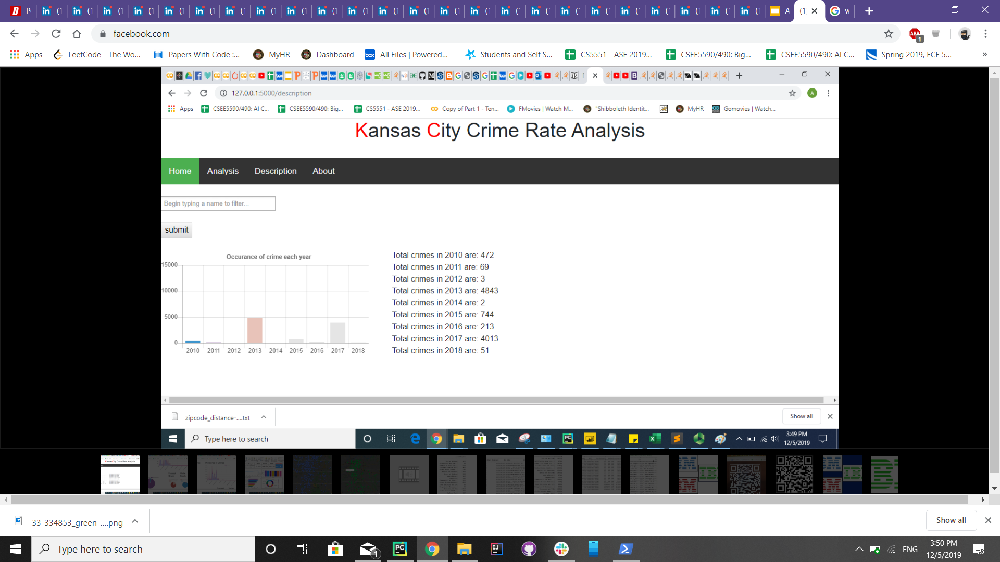 facebook.com
Apps
LeetCode - The Wo...
Papers With Code :...
MyHR
Dashboard
All Files | Powered...
Students and Self S...
CS5551 - ASE 2019...
CSEE5590/490: Big...
CSEE5590/490: AI C...
Spring 2019, ECE 5...
127.0.0.1:5000/description
Apps
CSEE5590/490: AI C...
CSEE5590/490: Big...
CS5551 - ASE 2019...
Copy of Part 1 - Ten...
FMovies | Watch M...
"Shibboleth Identit...
MyHR
Gomovies | Watch...
Kansas City Crime Rate Analysis
Home
Analysis
Description
About
Begin typing a name to filter...
submit
Occurance of crime each year
15000
10000
5000
0
2010 2011 2012 2013 2014 2015 2016 2017 2018
Total crimes in 2010 are: 472
Total crimes in 2011 are: 69
Total crimes in 2012 are: 3
Total crimes in 2013 are: 4843
Total crimes in 2014 are: 2
Total crimes in 2015 are: 744
Total crimes in 2016 are: 213
Total crimes in 2017 are: 4013
Total crimes in 2018 are: 51
zipcode_distance-....txt
Show all
Type here to search
3:49 PM
12/5/2019
33-334853_green-....png
Show all
Type here to search
ENG
3:50 PM
12/5/2019